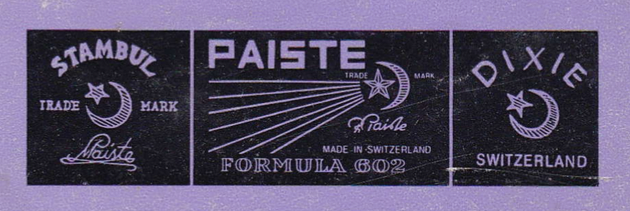 STAMBUL
TRADE MARK
Paiste
PAISTE
TRADE MARK
Paiste
MADE IN SWITZERLAND
FORMULA 602
DIXIE
SWITZERLAND